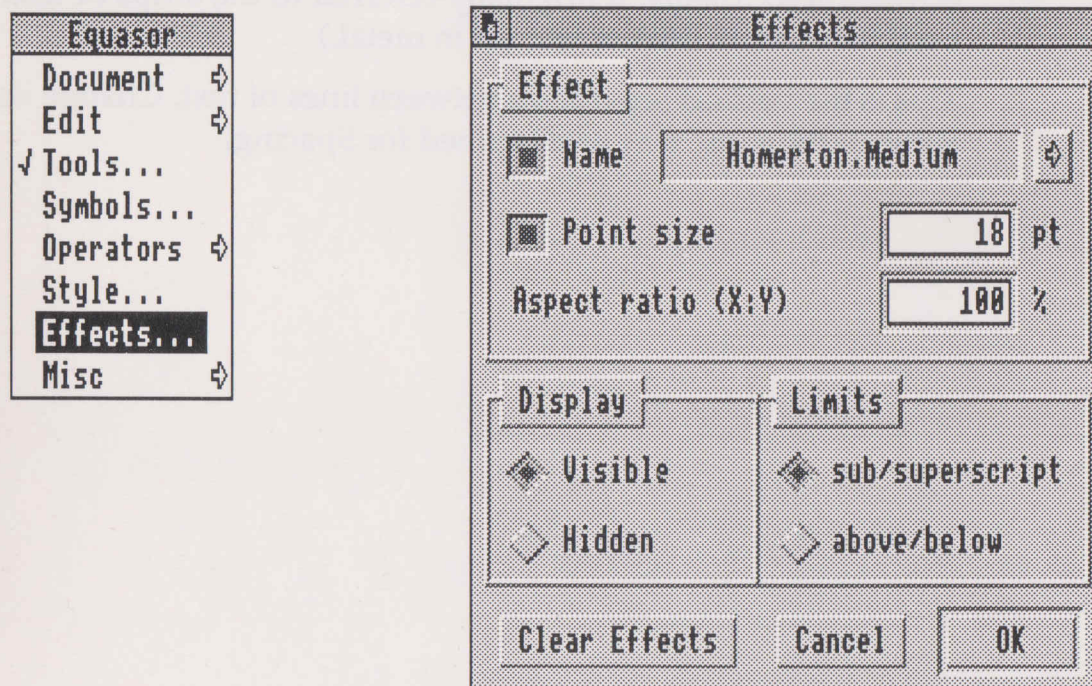 Equasor
Document
Edit
√ Tools...
Symbols...
Operators
Style...
Effects...
Misc
Effects
Effect
Name Homerton.Medium
Point size 18 pt
Aspect ratio (X:Y) 100 %
Display
Visible
Hidden
Limits
sub/superscript
above/below
Clear Effects Cancel OK